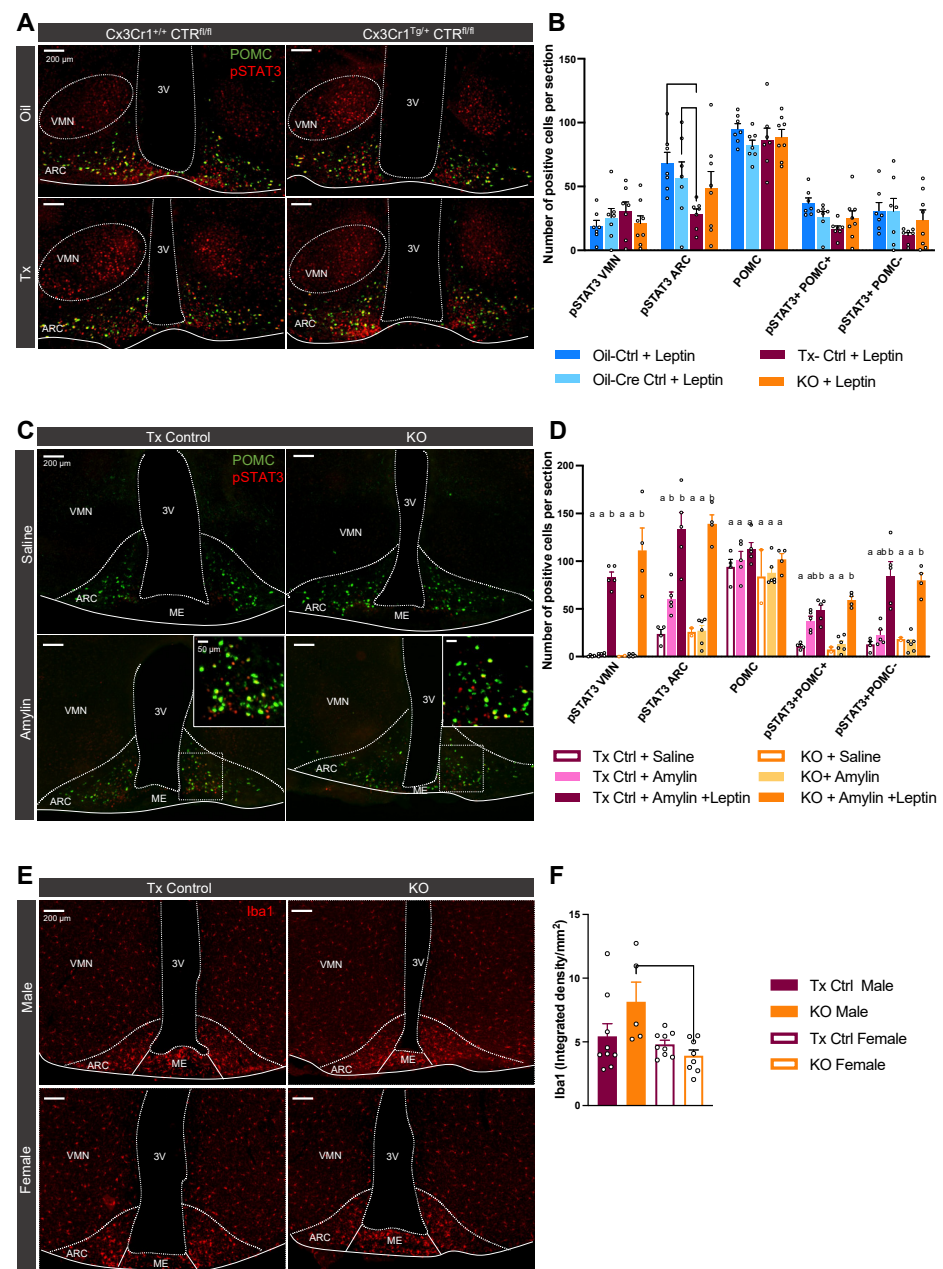 A
Cx3Cr1+/+ CTRfl/fl
Cx3Cr1Tg/+ CTRfl/fl
Oil
Tx
200 µm
POMC
pSTAT3
3V
VMN
ARC
3V
VMN
ARC
3V
VMN
ARC
3V
VMN
ARC
B
Number of positive cells per section
150
100
50
0
pSTAT3 VMN
pSTAT3 ARC
POMC
pSTAT3+ POMC+
pSTAT3+ POMC-
Oil-Ctrl + Leptin
Tx- Ctrl + Leptin
Oil-Cre Ctrl + Leptin
KO + Leptin
C
Tx Control
KO
Saline
Amylin
200 µm
POMC
pSTAT3
3V
VMN
ARC
ME
3V
VMN
ARC
ME
50 µm
VMN
3V
ARC
ME
VMN
3V
ARC
ME
D
Number of positive cells per section
200
150
100
50
0
a a b a a b
a b b a a b
a a a a a a
a a b b a a b
a a b b a a b
pSTAT3 VMN
pSTAT3 ARC
POMC
pSTAT3+POMC+
pSTAT3+POMC-
Tx Ctrl + Saline
KO + Saline
Tx Ctrl + Amylin
KO+ Amylin
Tx Ctrl + Amylin +Leptin
KO + Amylin +Leptin
E
Tx Control
KO
Male
Female
200 µm
Iba1
VMN
3V
ARC
ME
VMN
3V
ARC
ME
VMN
3V
ARC
ME
VMN
3V
ARC
ME
F
Iba1 (Integrated density/mm2)
15
10
5
0
Tx Ctrl Male
KO Male
Tx Ctrl Female
KO Female